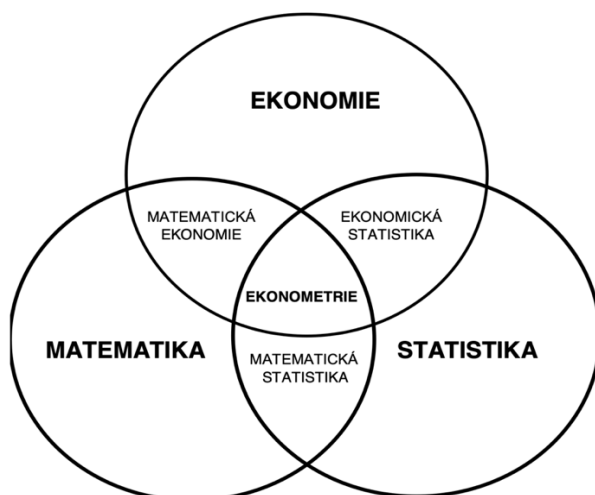 EKONOMIE
MATEMATICKÁ
EKONOMIE
EKONOMICKÁ
STATISTIKA
EKONOMETRIE
MATEMATIKA
STATISTIKA
MATEMATICKÁ
STATISTIKA